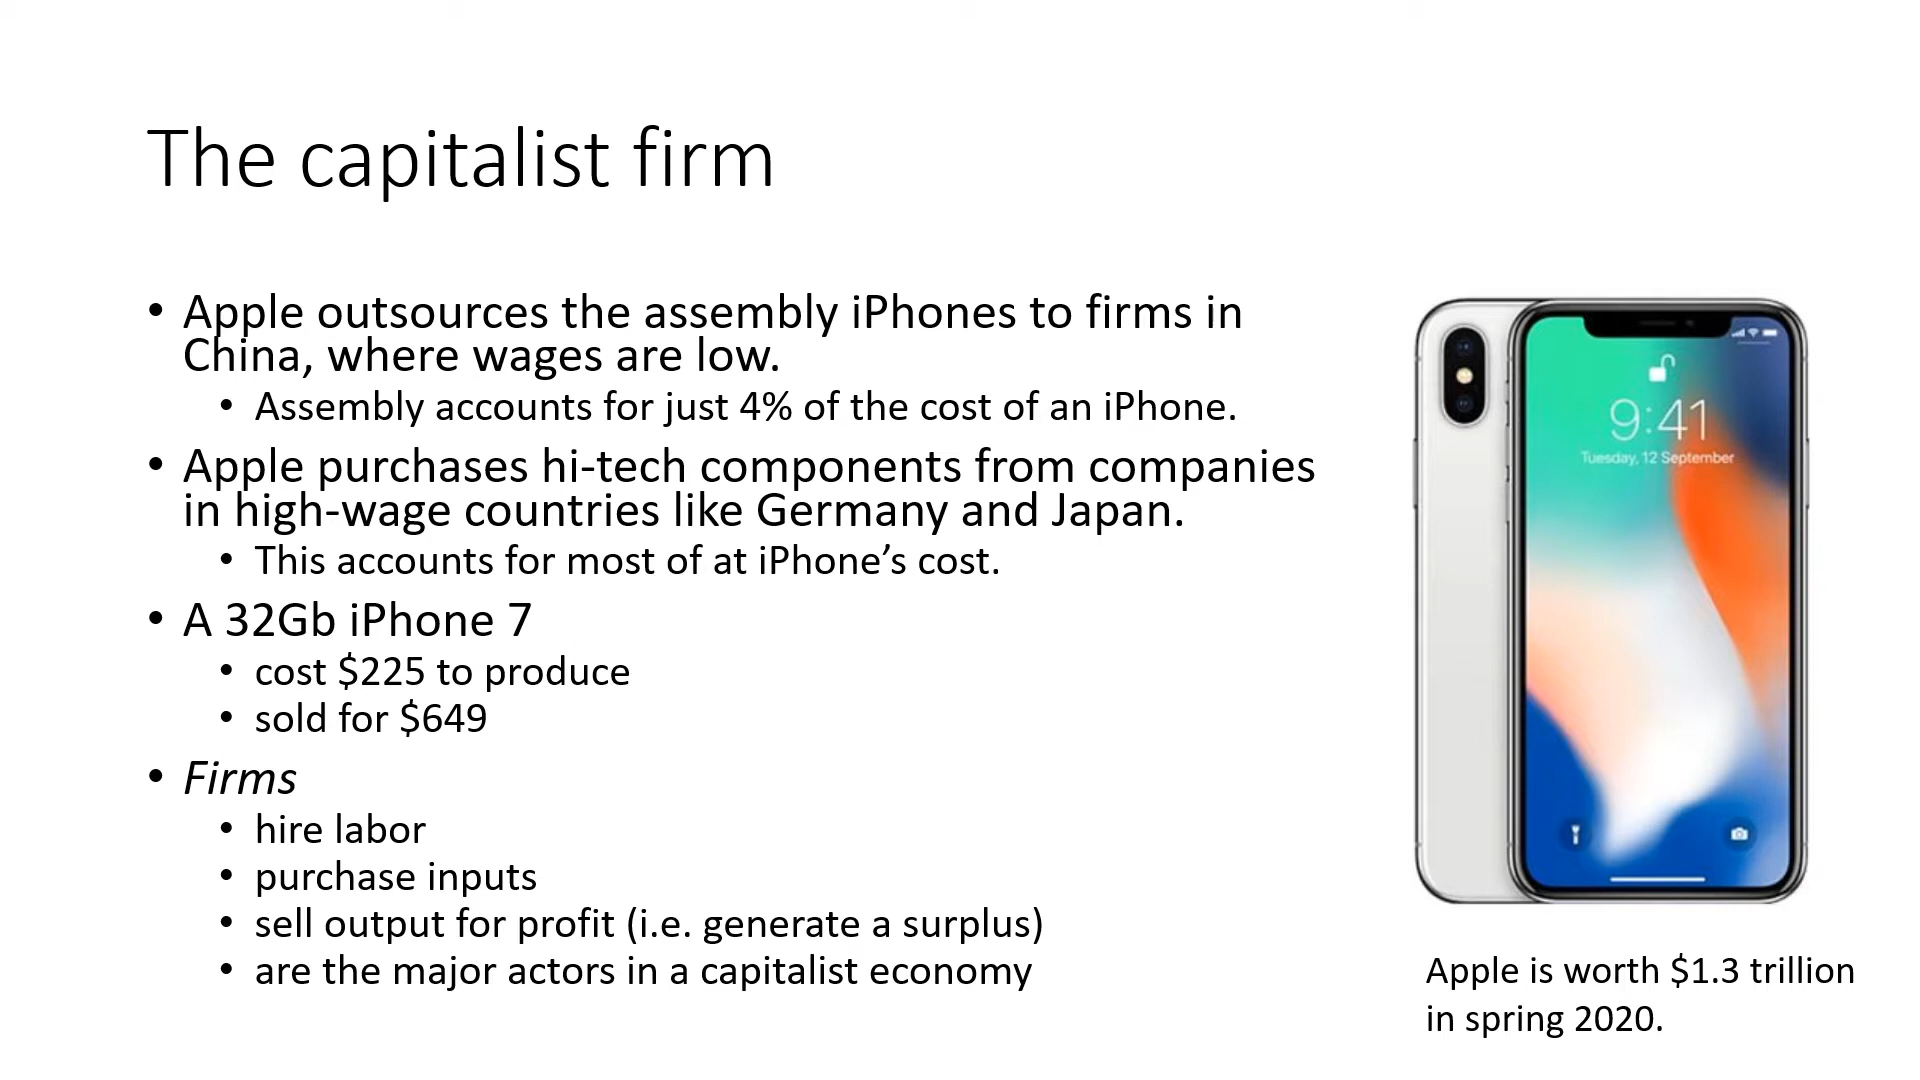 The capitalist firm
• Apple outsources the assembly iPhones to firms in
China, where wages are low.
• Assembly accounts for just 4% of the cost of an iPhone.
• Apple purchases hi-tech components from companies
in high-wage countries like Germany and Japan.
• This accounts for most of at iPhone’s cost.
• A 32Gb iPhone 7
• cost $225 to produce
• sold for $649
• Firms
• hire labor
• purchase inputs
• sell output for profit (i.e. generate a surplus)
• are the major actors in a capitalist economy
9:41
Tuesday, 12 September
Apple is worth $1.3 trillion
in spring 2020.